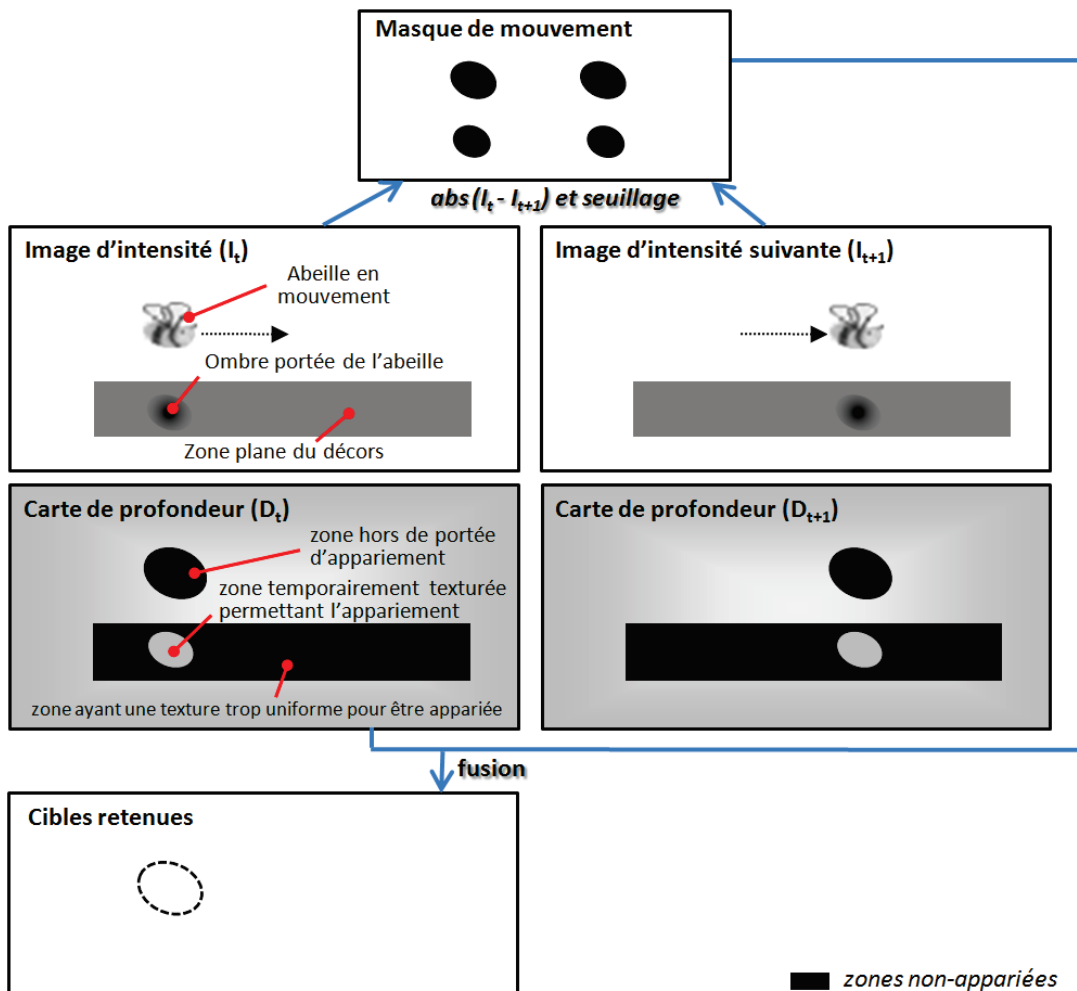 Masque de mouvement
abs (It - It+1) et seuillage
Image d'intensité (It)
Abeille en
mouvement
Ombre portée de l'abeille
Zone plane du décors
Image d'intensité suivante (It+1)
Carte de profondeur (Dt)
zone hors de portée
d'appariement
zone temporairement texturée
permettant l'appariement
zone ayant une texture trop uniforme pour être appariée
Carte de profondeur (Dt+1)
fusion
Cibles retenues
zones non-appariées